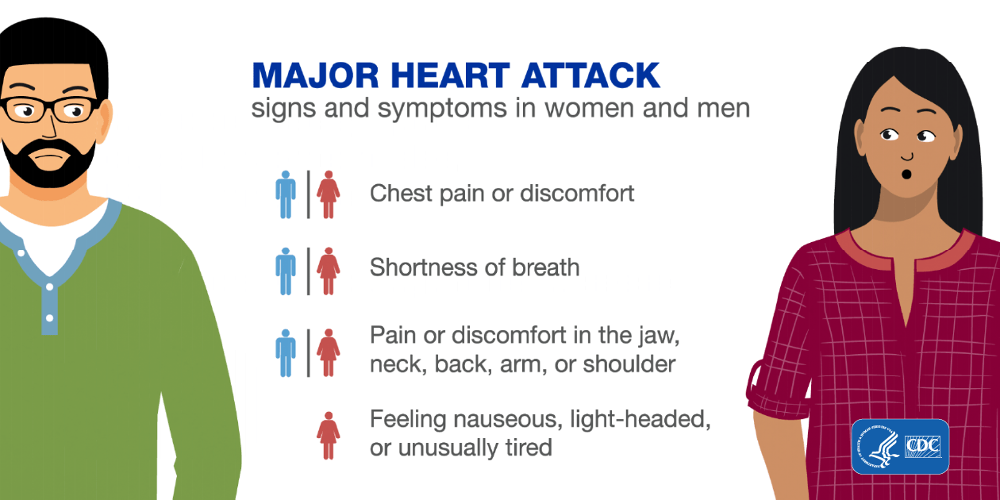 MAJOR HEART ATTACK
signs and symptoms in women and men
Chest pain or discomfort
Shortness of breath
Pain or discomfort in the jaw,
neck, back, arm, or shoulder
Feeling nauseous, light-headed,
or unusually tired
CDC